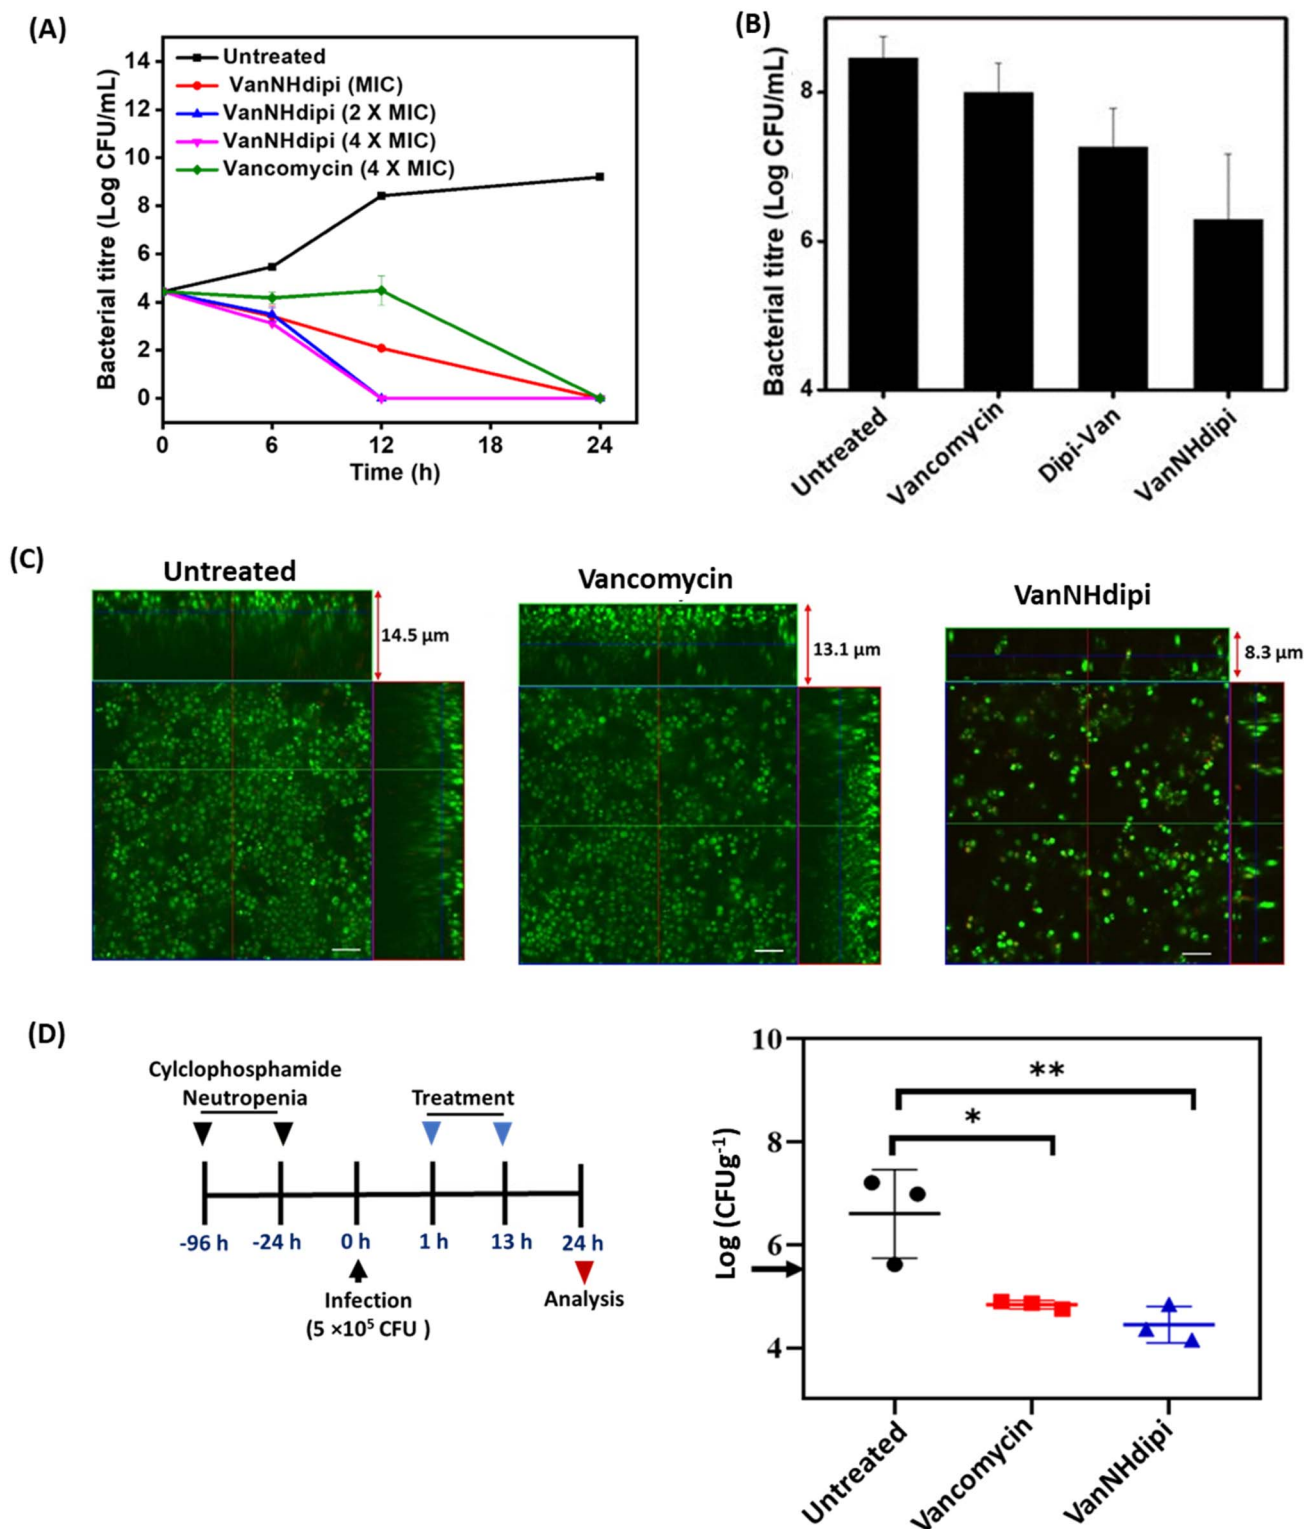 (A)
Bacterial titre (Log CFU/mL)
14
12
10
8
6
4
2
0
Untreated
VanNHdipi (MIC)
VanNHdipi (2 X MIC)
VanNHdipi (4 X MIC)
Vancomycin (4 X MIC)
0
6
12
18
24
Time (h)
(B)
Bacterial titre (Log CFU/mL)
8
6
4
Untreated
Vancomycin
Dipi-Van
VanNHdipi
(C)
Untreated
14.5 μm
Vancomycin
13.1 μm
VanNHdipi
8.3 μm
(D)
Cylclophosphamide
Neutropenia
Treatment
-96 h
-24 h
0 h
1 h
13 h
24 h
Infection
(5 ×10⁵ CFU )
Analysis
Log (CFUg⁻¹)
10
8
6
4
**
*
Untreated
Vancomycin
VanNHdipi